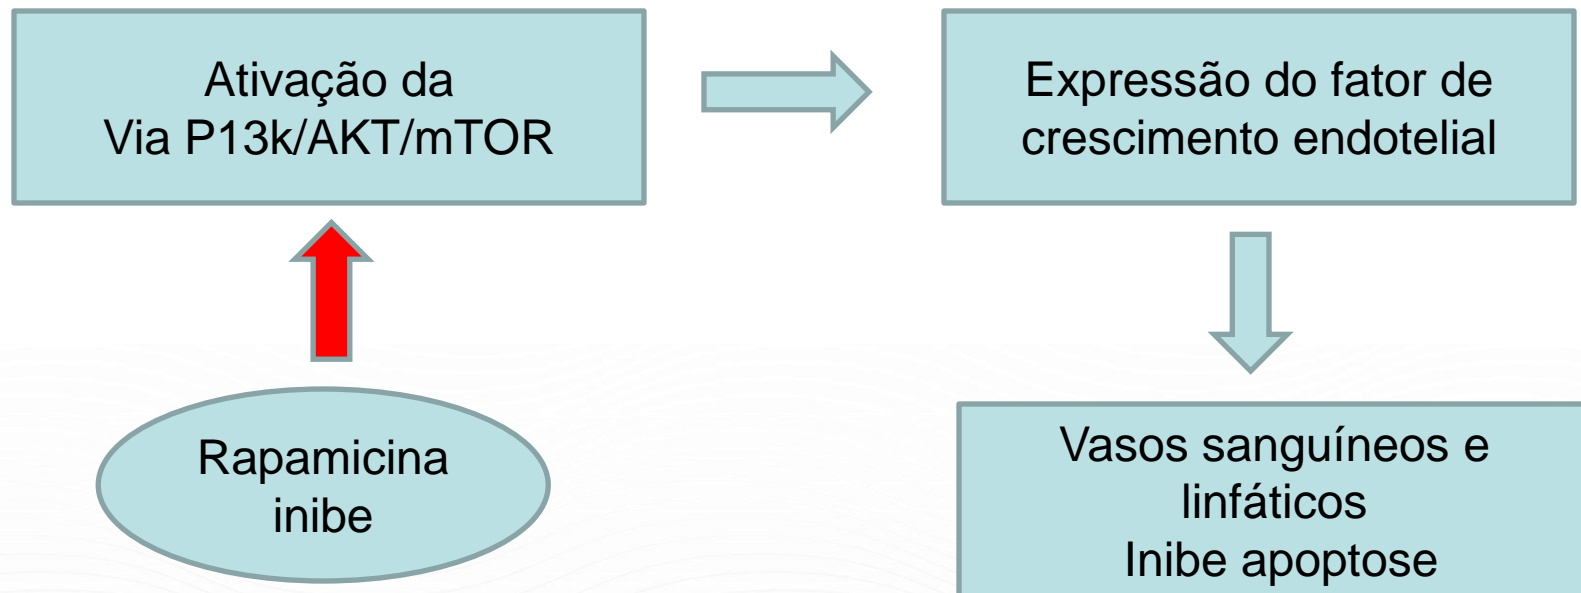 Ativação da
Via P13k/AKT/mTOR
Expressão do fator de
crescimento endotelial
Rapamicina
inibe
Vasos sanguíneos e
linfáticos
Inibe apoptose